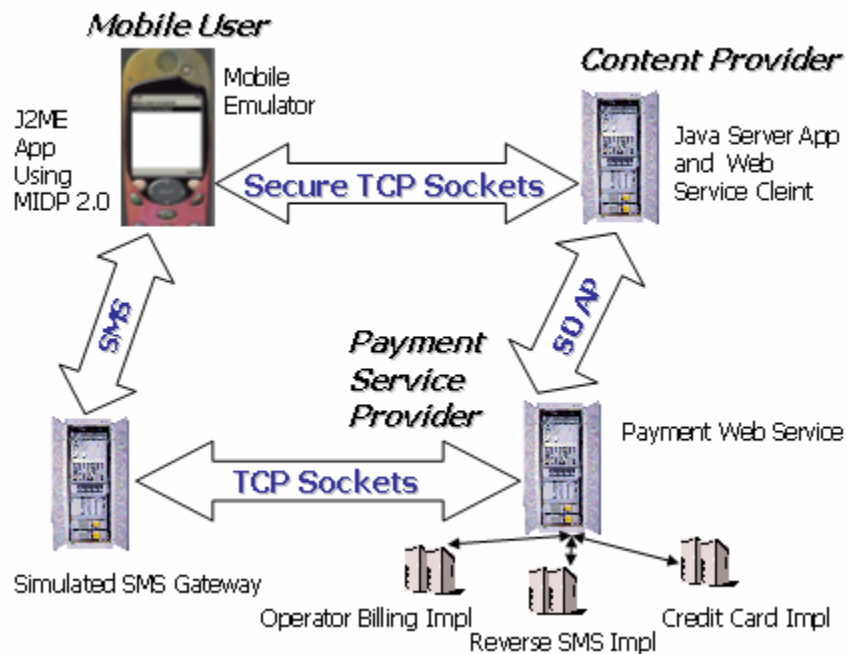 Mobile User
Mobile
Emulator
J2ME
App
Using
MIDP 2.0
Content Provider
Java Server App
and Web
Service Cleint
Secure TCP Sockets
SMS
SOAP
Payment
Service
Provider
Payment Web Service
TCP Sockets
Simulated SMS Gateway
Operator Billing Impl
Reverse SMS Impl
Credit Card Impl